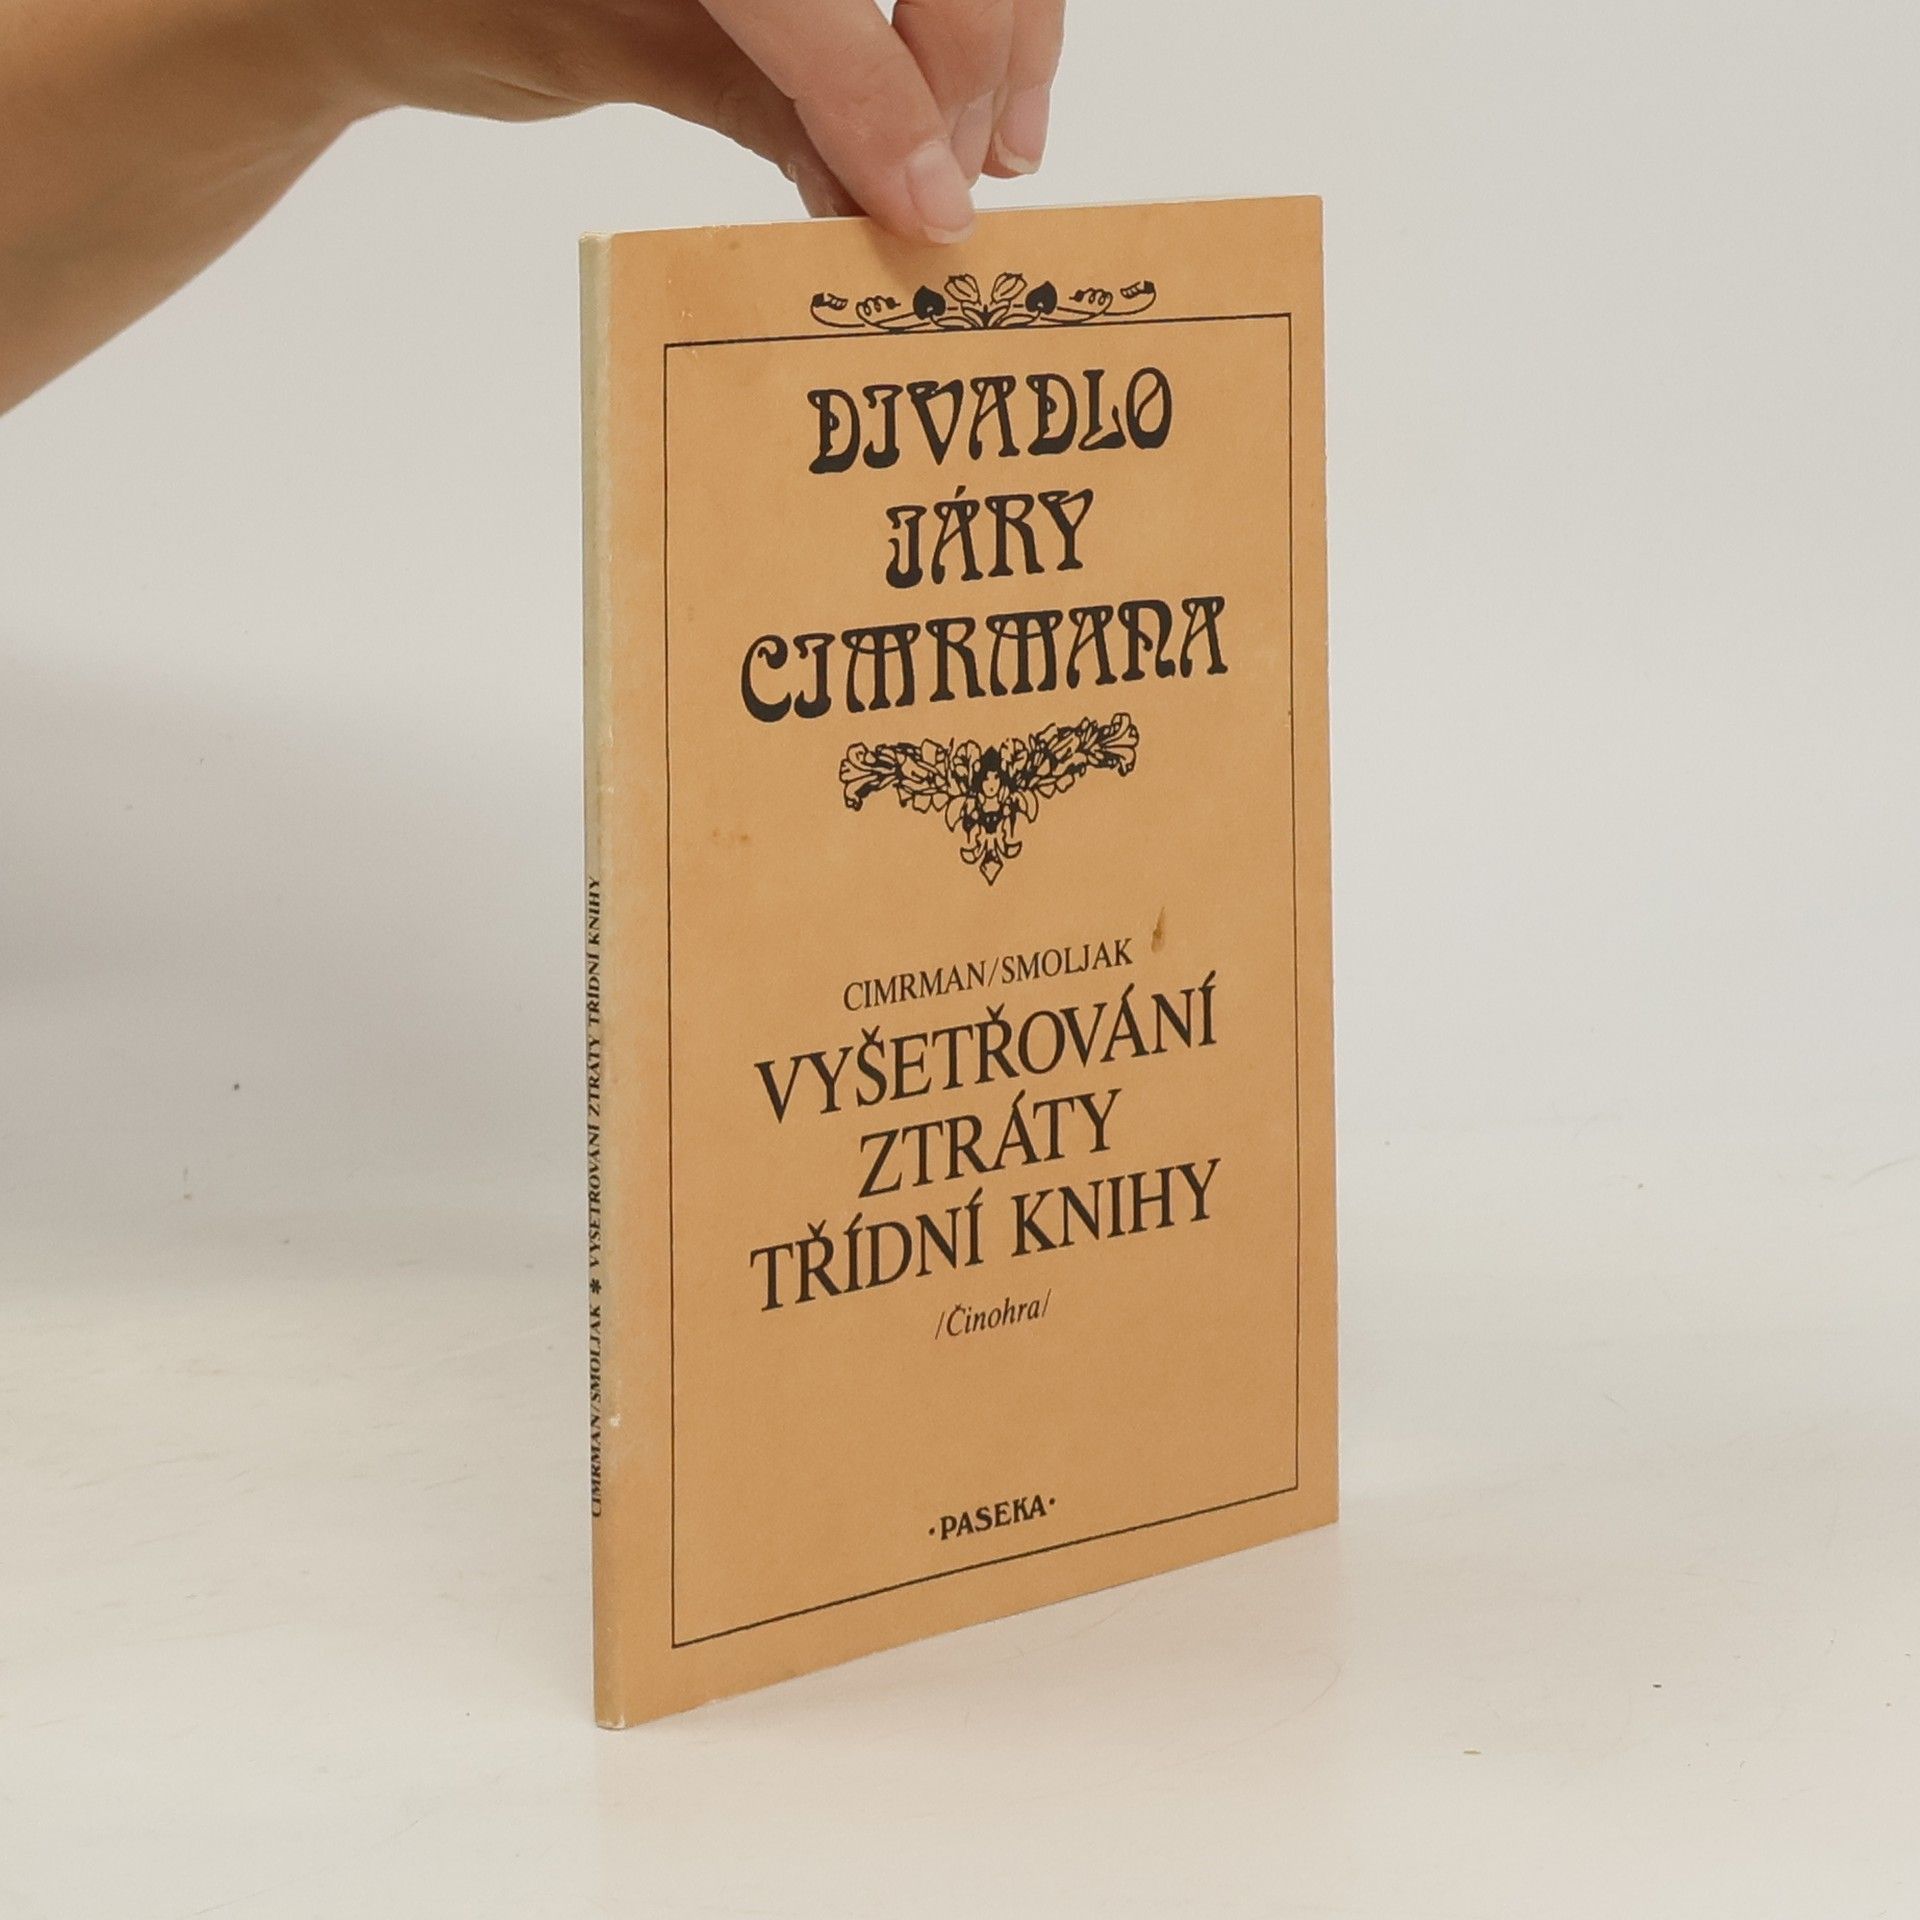 DIVADLO
JÁRY
CIMRMANA
CIMRMAN/SMOLJAK
VYŠETŘOVÁNÍ
ZTRÁTY
TŘÍDNÍ KNIHY
/Činohra/
·PASEKA·
CIMRMAN/SMOLJAK ✱ VYŠETŘOVÁNÍ ZTRÁTY TŘÍDNÍ KNIHY